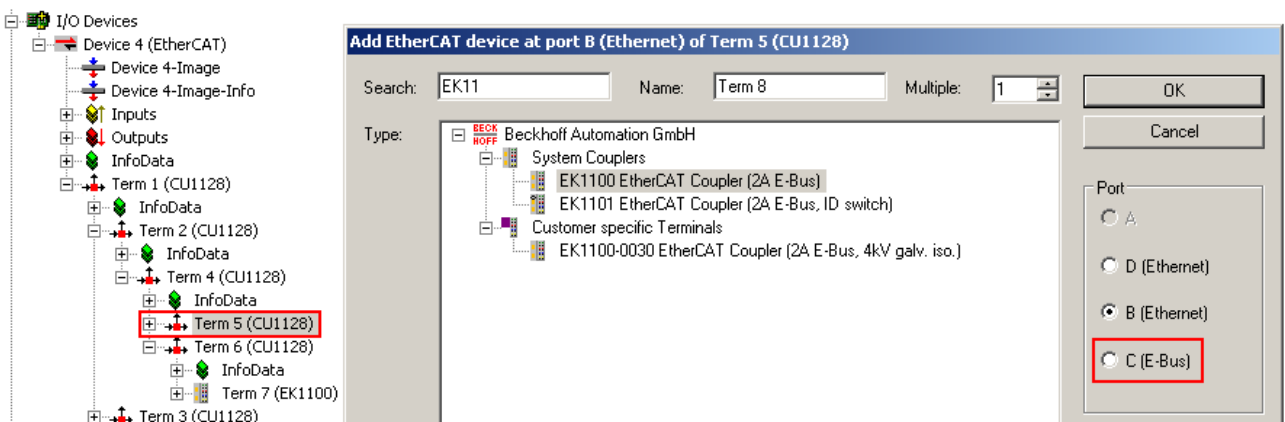 I/O Devices
Device 4 (EtherCAT)
Device 4-Image
Device 4-Image-Info
Inputs
Outputs
InfoData
Term 1 (CU1128)
InfoData
Term 2 (CU1128)
InfoData
Term 4 (CU1128)
InfoData
Term 5 (CU1128)
Term 6 (CU1128)
InfoData
Term 7 (EK1100)
Term 3 (CU1128)
Add EtherCAT device at port B (Ethernet) of Term 5 (CU1128)
Search: EK11 Name: Term 8 Multiple: 1 OK
Cancel
Type:
BECKHOFF Beckhoff Automation GmbH
System Couplers
EK1100 EtherCAT Coupler (2A E-Bus)
EK1101 EtherCAT Coupler (2A E-Bus, ID switch)
Customer specific Terminals
EK1100-0030 EtherCAT Coupler (2A E-Bus, 4kV galv. iso.)
Port
A
D (Ethernet)
B (Ethernet)
C (E-Bus)